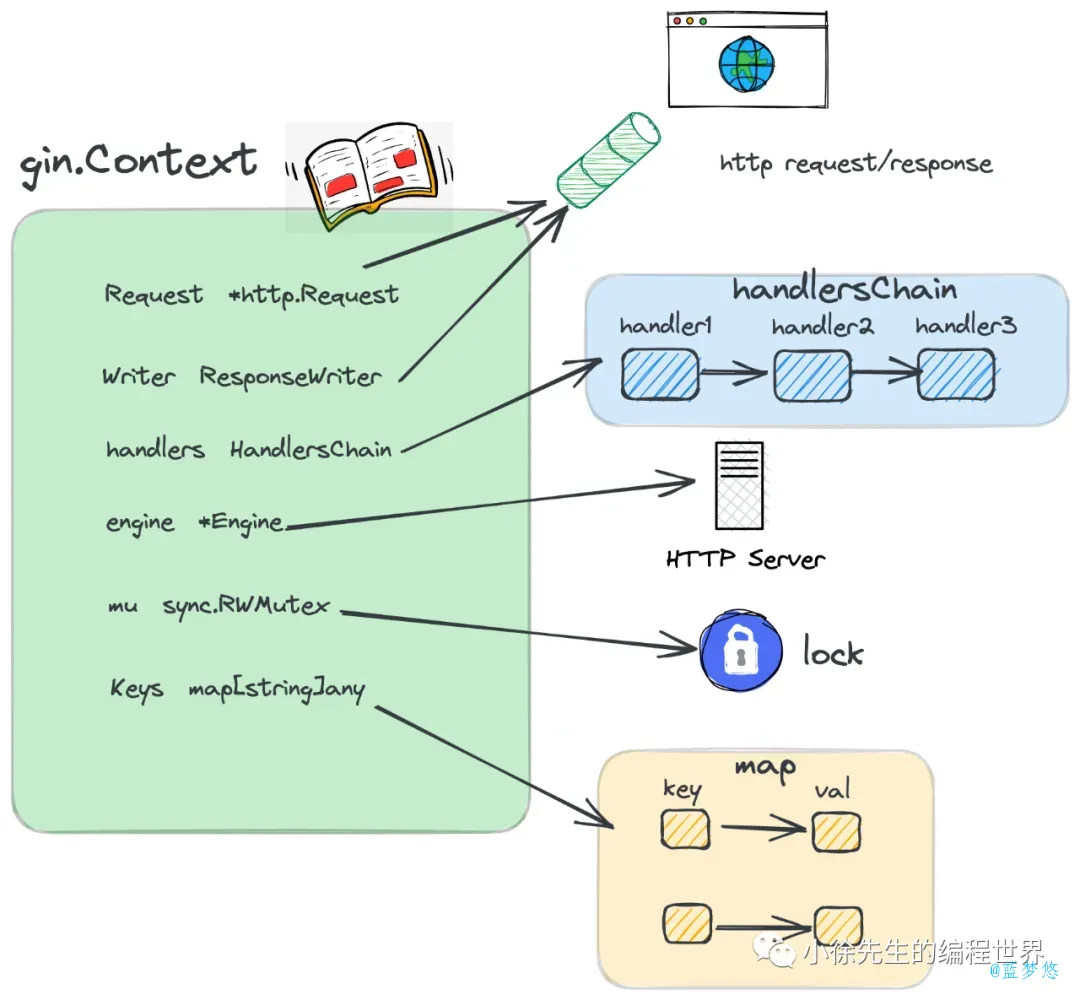 gin.Context
http request/response
Request *http.Request
Writer ResponseWriter
handlers HandlersChain
engine *Engine
mu sync.RWMutex
Keys map[string]any
handlersChain
handler1 handler2 handler3
HTTP Server
lock
map
key val
小徐先生的编程世界
@蓝梦悠